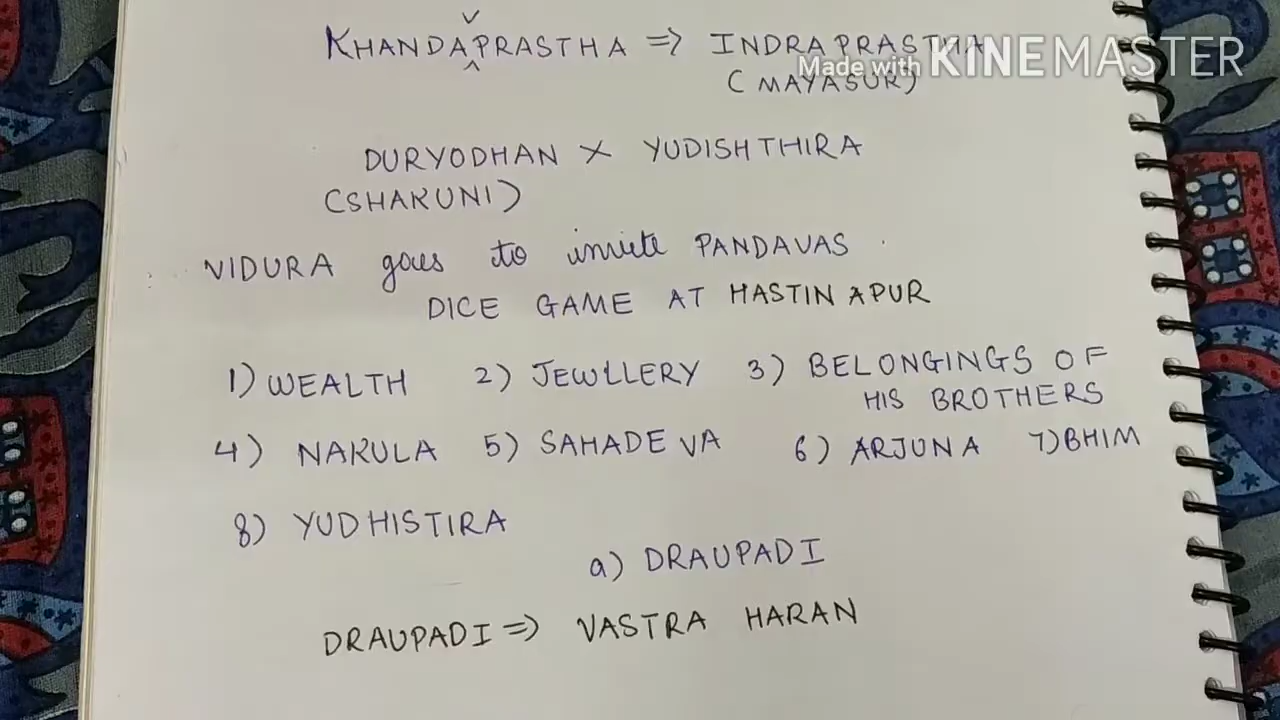 KHANDAVPRASTHA => INDRAPRASTHA
Made with KINEMASTER
(MAYASUR)
DURYODHAN X YUDISHTHIRA
(SHAKUNI)
VIDURA goes to invite PANDAVAS
DICE GAME AT HASTINAPUR
1) WEALTH 2) JEWLLERY 3) BELONGINGS OF
HIS BROTHERS
4) NAKULA 5) SAHADEVA 6) ARJUNA 7) BHIM
8) YUDHISTIRA
a) DRAUPADI
DRAUPADI => VASTRA HARAN